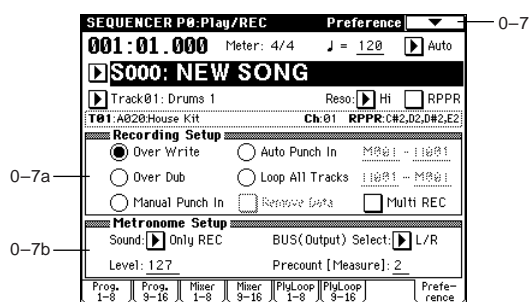 SEQUENCER P0:Play/REC Preference
0–7
001:01.000 Meter: 4/4 ♩ = 120 Auto
S000: NEW SONG
Track01: Drums 1 Reso: Hi RPPR
T01:A020:House Kit Ch:01 RPPR:C#2,D2,D#2,E2
Recording Setup
Over Write Auto Punch In M001 - M001
0–7a
Over Dub Loop All Tracks M001 - M001
Manual Punch In Remove Data Multi REC
Metronome Setup
0–7b
Sound: Only REC BUS(Output) Select: L/R
Level: 127 Precount [Measure]: 2
Prog. 1-8 Prog. 9-16 Mixer 1-8 Mixer 9-16 PlyLoop 1-8 PlyLoop 9-16 Prefe-rence